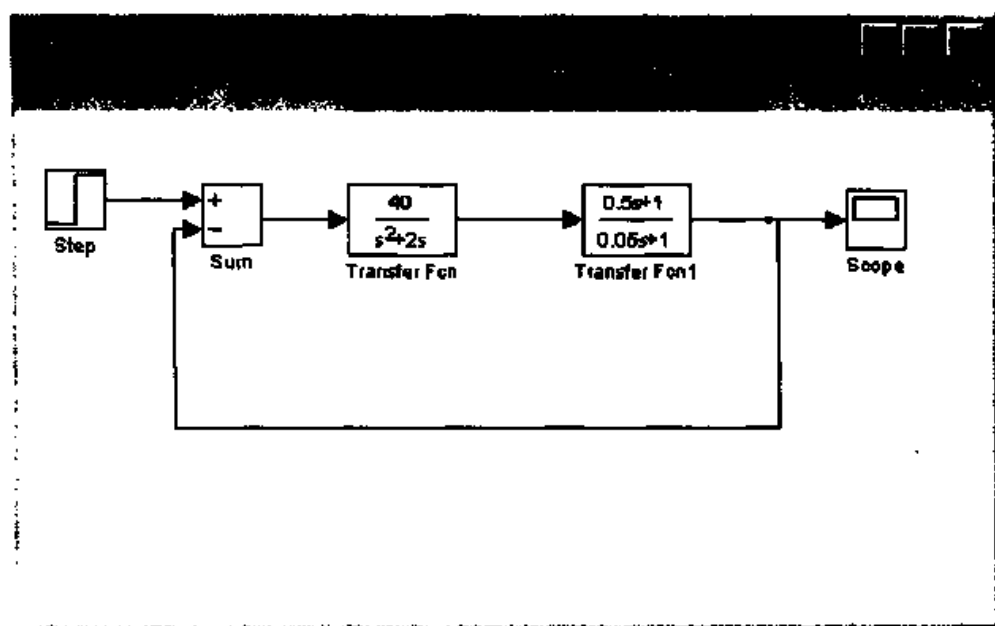 Step
+
−
Sum
40
s²+2s
Transfer Fcn
0.5s+1
0.05s+1
Transfer Fcn1
Scope